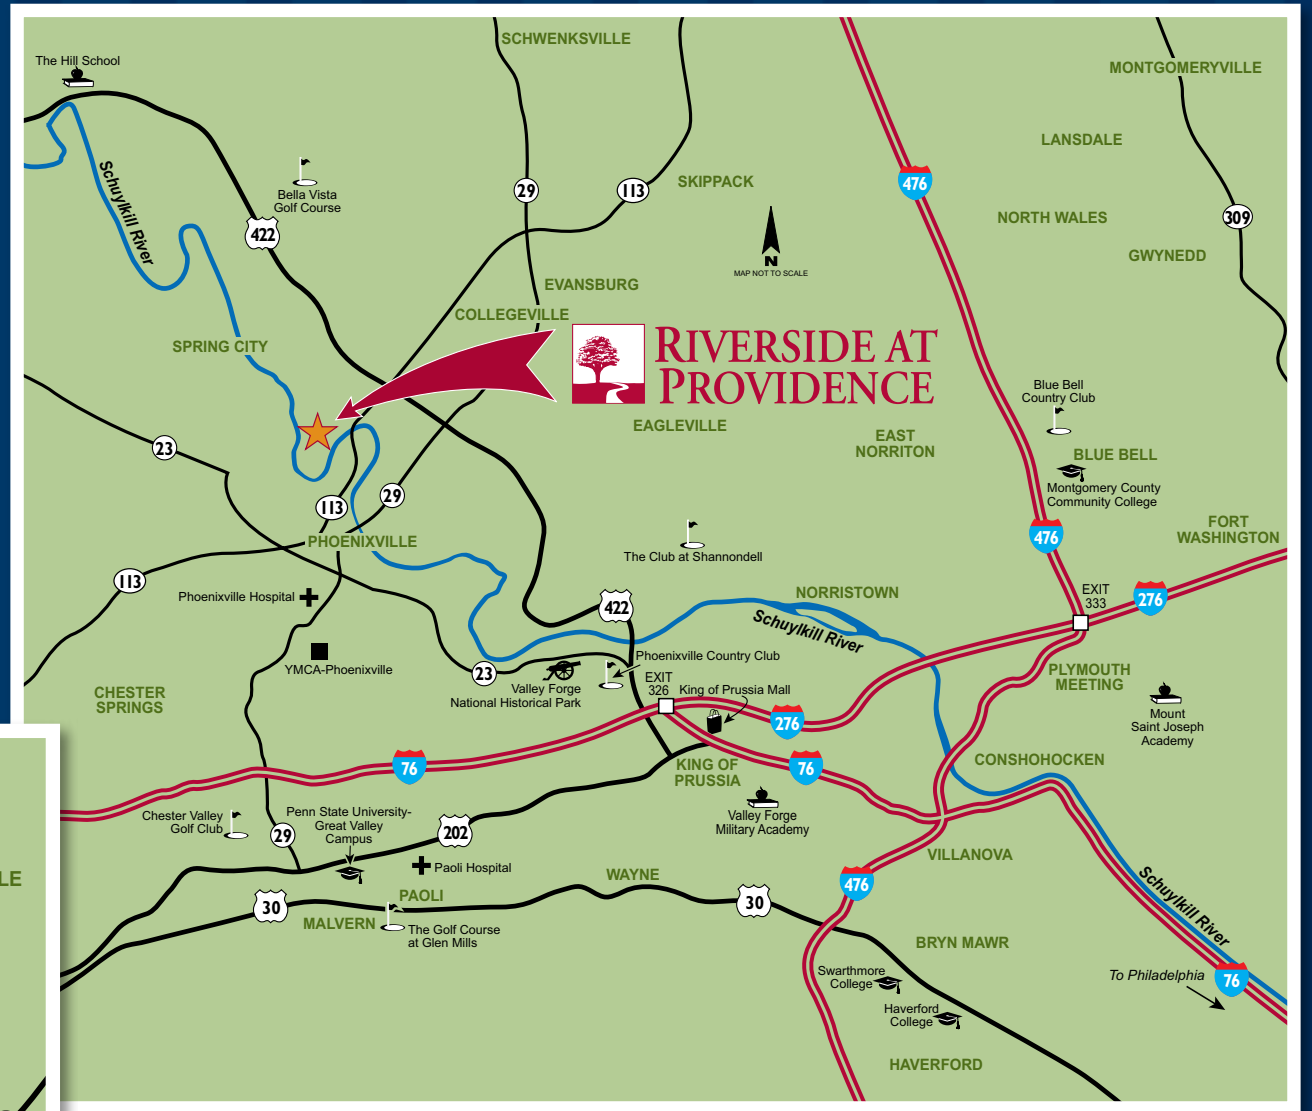 SCHWENKSVILLE
MONTGOMERYVILLE
The Hill School
LANSDALE
Schuylkill River
Bella Vista
Golf Course
29
113
SKIPPACK
476
NORTH WALES
309
422
GWYNEDD
N
MAP NOT TO SCALE
EVANSBURG
COLLEGEVILLE
SPRING CITY
RIVERSIDE AT
PROVIDENCE
Blue Bell
Country Club
EAGLEVILLE
EAST
NORRITON
23
BLUE BELL
Montgomery County
Community College
29
113
FORT
WASHINGTON
476
PHOENIXVILLE
The Club at Shannondell
113
Phoenixville Hospital
422
NORRISTOWN
EXIT
333
276
Schuylkill River
YMCA-Phoenixville
Phoenixville Country Club
23
Valley Forge
National Historical Park
EXIT
326
King of Prussia Mall
PLYMOUTH
MEETING
CHESTER
SPRINGS
276
Mount
Saint Joseph
Academy
76
KING OF
PRUSSIA
76
CONSHOHOCKEN
Chester Valley
Golf Club
Penn State University-
Great Valley
Campus
29
202
Valley Forge
Military Academy
Paoli Hospital
VILLANOVA
LE
WAYNE
476
PAOLI
30
30
MALVERN
The Golf Course
at Glen Mills
Schuylkill River
BRYN MAWR
Swarthmore
College
To Philadelphia
76
Haverford
College
HAVERFORD